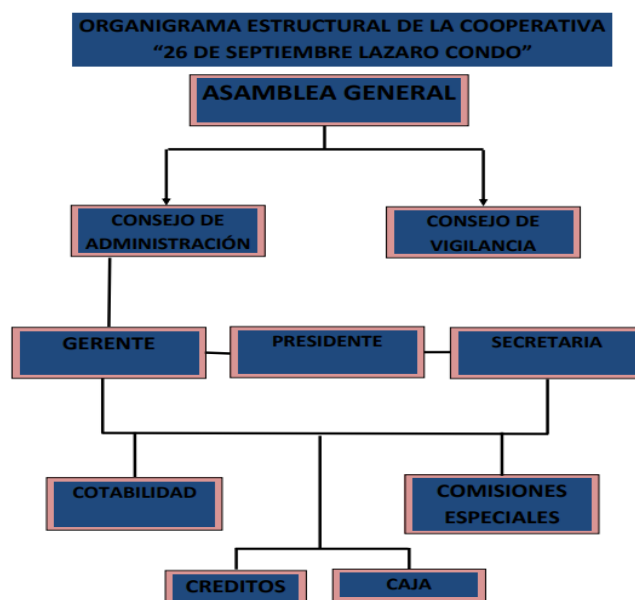 ORGANIGRAMA ESTRUCTURAL DE LA COOPERATIVA
“26 DE SEPTIEMBRE LAZARO CONDO”
ASAMBLEA GENERAL
CONSEJO DE
ADMINISTRACIÓN
CONSEJO DE
VIGILANCIA
GERENTE
PRESIDENTE
SECRETARIA
COTABILIDAD
COMISIONES
ESPECIALES
CREDITOS
CAJA